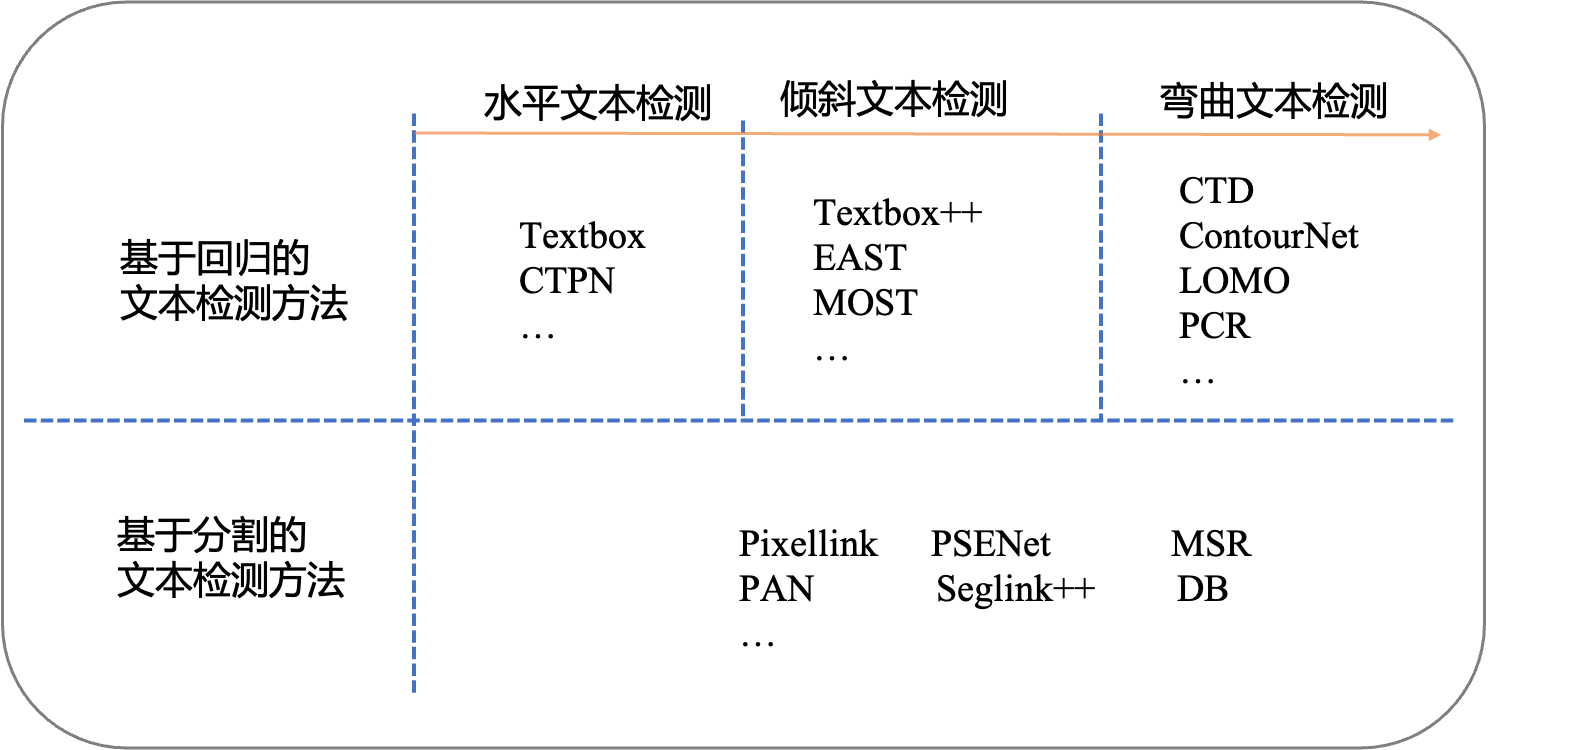 水平文本检测
倾斜文本检测
弯曲文本检测
基于回归的
文本检测方法
Textbox
CTPN
…
Textbox++
EAST
MOST
…
CTD
ContourNet
LOMO
PCR
…
基于分割的
文本检测方法
Pixellink PSENet MSR
PAN Seglink++ DB
…